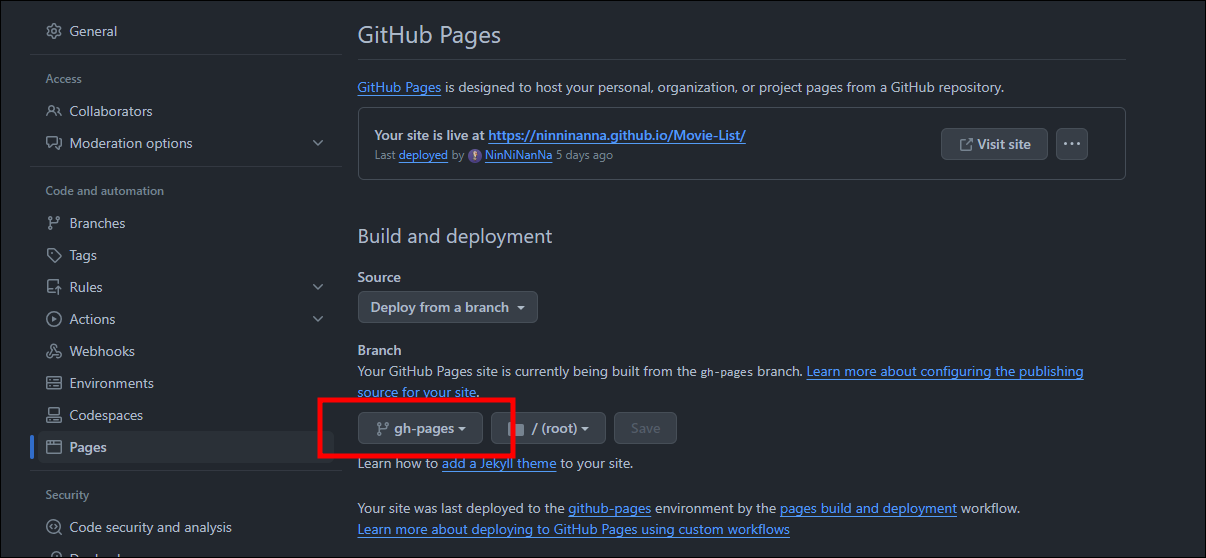 General
Access
Collaborators
Moderation options
Code and automation
Branches
Tags
Rules
Actions
Webhooks
Environments
Codespaces
Pages
Security
Code security and analysis
GitHub Pages
GitHub Pages is designed to host your personal, organization, or project pages from a GitHub repository.
Your site is live at https://ninninanna.github.io/Movie-List/
Last deployed by NinNiNanNa 5 days ago
Visit site
Build and deployment
Source
Deploy from a branch
Branch
Your GitHub Pages site is currently being built from the gh-pages branch. Learn more about configuring the publishing
source for your site.
gh-pages
/ (root)
Save
Learn how to add a Jekyll theme to your site.
Your site was last deployed to the github-pages environment by the pages build and deployment workflow.
Learn more about deploying to GitHub Pages using custom workflows